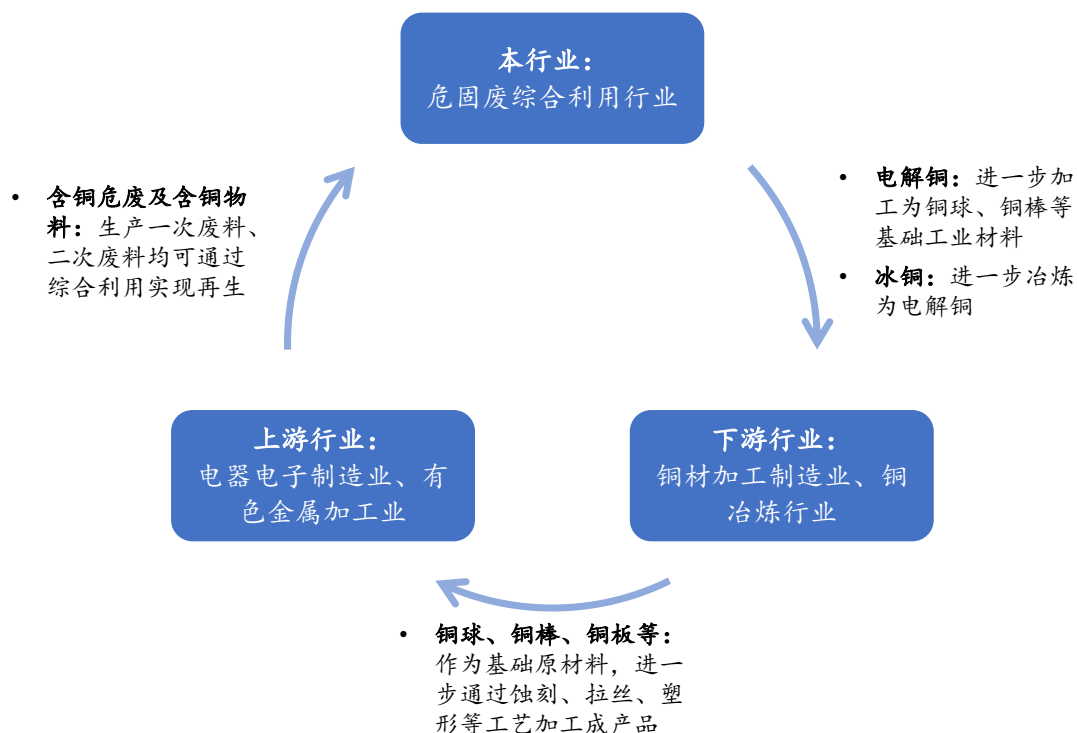 本行业：
危固废综合利用行业
• 含铜危废及含铜物
料：生产一次废料、
二次废料均可通过
综合利用实现再生
• 电解铜：进一步加
工为铜球、铜棒等
基础工业材料
• 冰铜：进一步冶炼
为电解铜
上游行业：
电器电子制造业、有
色金属加工业
下游行业：
铜材加工制造业、铜
冶炼行业
• 铜球、铜棒、铜板等：
作为基础原材料，进一
步通过蚀刻、拉丝、塑
形等工艺加工成产品